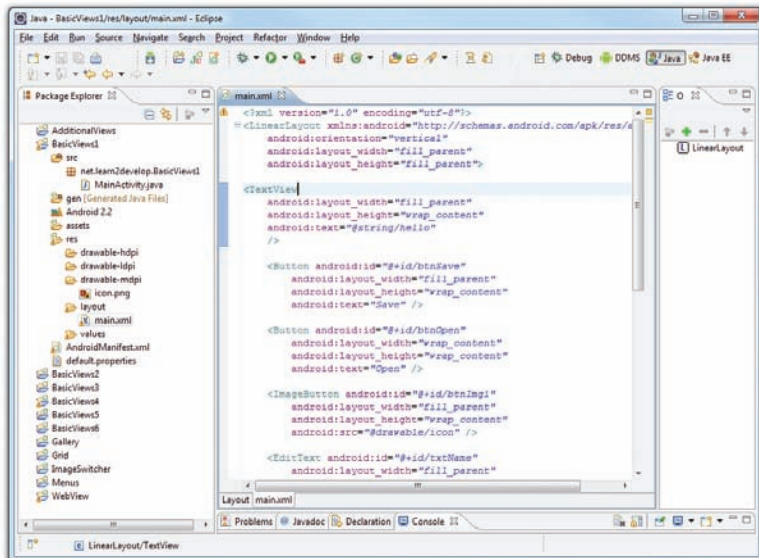 Java - BasicViews1/res/layout/main.xml - Eclipse
File Edit Run Source Navigate Search Project Refactor Window Help
Debug DDMS Java Java EE
Package Explorer
AdditionalViews
BasicViews1
src
net.learn2develop.BasicViews1
MainActivity.java
gen [Generated Java Files]
Android 2.2
assets
res
drawable-hdpi
drawable-ldpi
drawable-mdpi
icon.png
layout
main.xml
values
AndroidManifest.xml
default.properties
BasicViews2
BasicViews3
BasicViews4
BasicViews5
BasicViews6
Gallery
Grid
ImageSwitcher
Menus
WebView
main.xml
<?xml version="1.0" encoding="utf-8"?>
<LinearLayout xmlns:android="http://schemas.android.com/apk/res/a
android:orientation="vertical"
android:layout_width="fill_parent"
android:layout_height="fill_parent">
<TextView
android:layout_width="fill_parent"
android:layout_height="wrap_content"
android:text="@string/hello"
/>
<Button android:id="@+id/btnSave"
android:layout_width="fill_parent"
android:layout_height="wrap_content"
android:text="Save" />
<Button android:id="@+id/btnOpen"
android:layout_width="wrap_content"
android:layout_height="wrap_content"
android:text="Open" />
<ImageButton android:id="@+id/btnImg1"
android:layout_width="fill_parent"
android:layout_height="wrap_content"
android:src="@drawable/icon" />
<EditText android:id="@+id/txtName"
android:layout_width="fill_parent"
Layout main.xml
O
LinearLayout
Problems Javadoc Declaration Console
LinearLayout/TextView